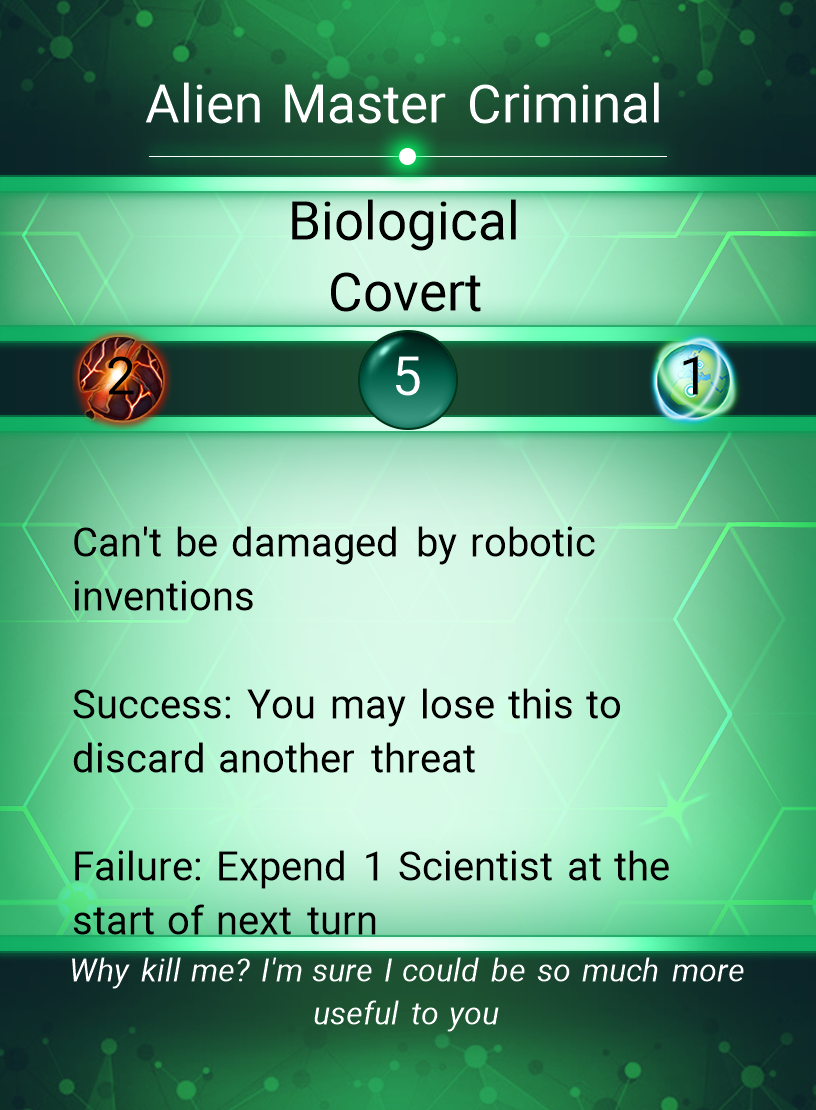 Alien Master Criminal
Biological
Covert
2 5 1
Can't be damaged by robotic
inventions
Success: You may lose this to
discard another threat
Failure: Expend 1 Scientist at the
start of next turn
Why kill me? I'm sure I could be so much more
useful to you